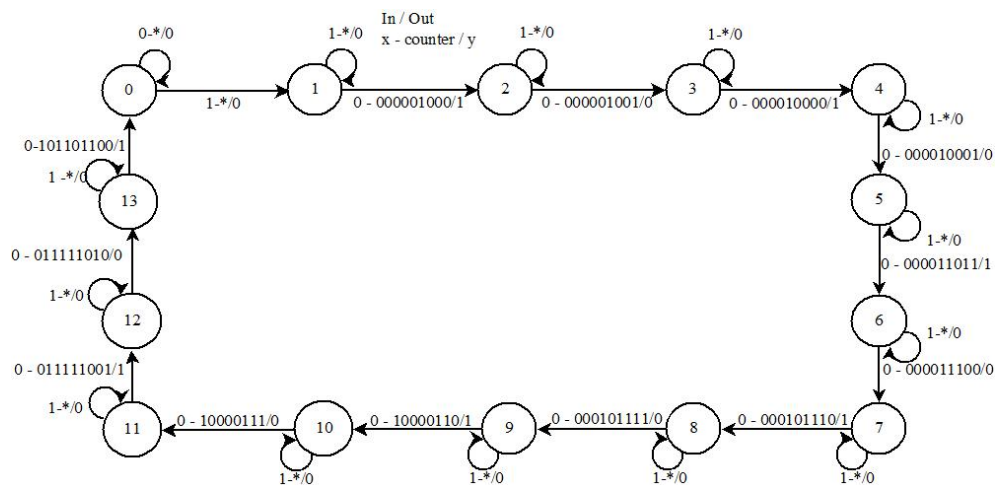 In / Out
x - counter / y
0-*/0
1-*/0
1-*/0
1-*/0
0
1
2
3
4
1-*/0
0 - 000001000/1
0 - 000001001/0
0 - 000010000/1
1-*/0
0-101101100/1
0 - 000010001/0
1 -*/0
13
5
1-*/0
0 - 011111010/0
0 - 000011011/1
1-*/0
12
6
1-*/0
0 - 011111001/1
0 - 000011100/0
1-*/0
11
0 - 10000111/0
10
0 - 10000110/1
9
0 - 000101111/0
8
0 - 000101110/1
7
1-*/0
1-*/0
1-*/0
1-*/0